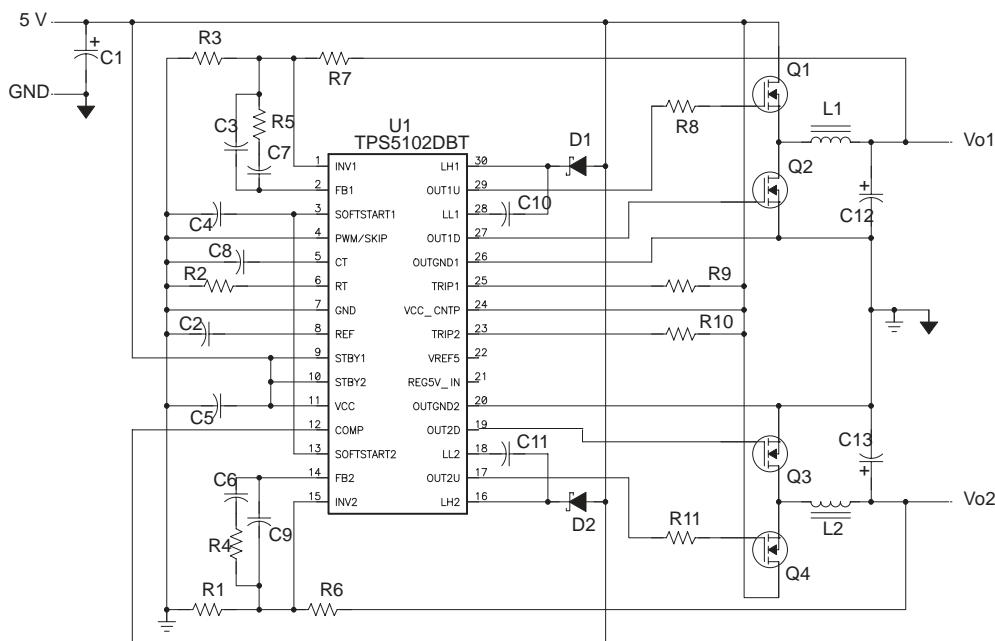 5 V
R3
C1
R7
GND
Q1
L1
Vo1
C3
R5
R8
C7
U1
TPS5102DBT
D1
Q2
1 INV1 LH1 30
2 FB1 OUT1U 29
3 SOFTSTART1 LL1 28
C4
C10
C12
4 PWM/SKIP OUT1D 27
C8
5 CT OUTGND1 26
R2
6 RT TRIP1 25
R9
7 GND VCC_CNTP 24
C2
8 REF TRIP2 23
R10
9 STBY1 VREF5 22
10 STBY2 REG5V_IN 21
11 VCC OUTGND2 20
C5
12 COMP OUT2D 19
13 SOFTSTART2 LL2 18
C11
C13
Q3
14 FB2 OUT2U 17
C6
15 INV2 LH2 16
Vo2
D2
L2
R11
C9
R4
Q4
R1
R6